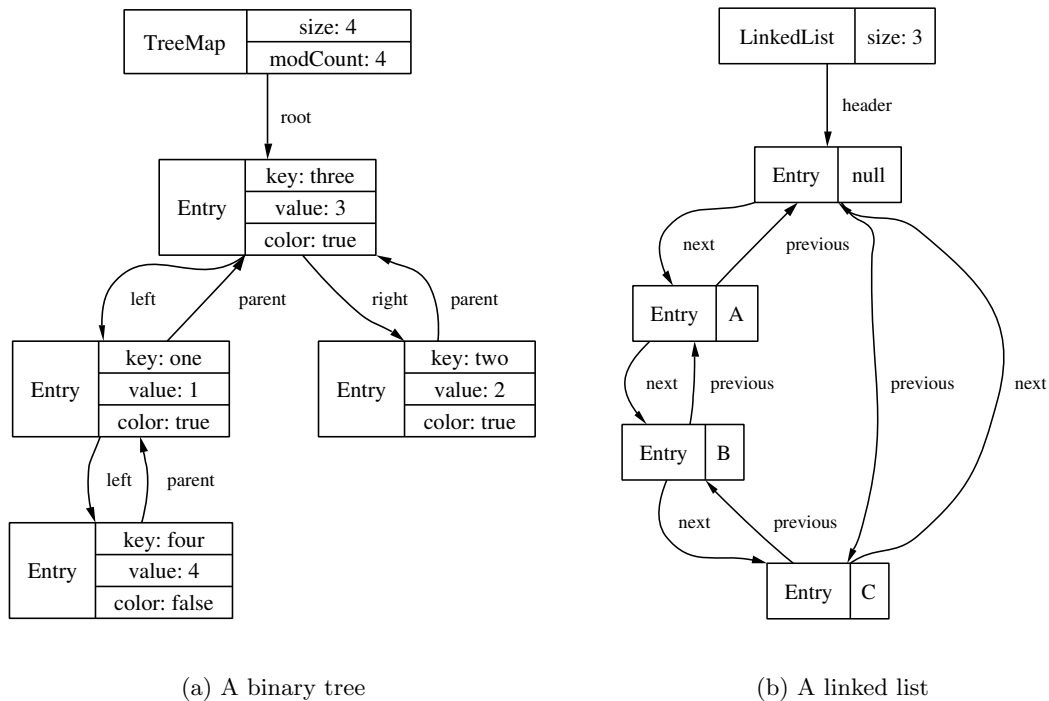 TreeMap
size: 4
modCount: 4
root
Entry
key: three
value: 3
color: true
left
parent
right
parent
Entry
key: one
value: 1
color: true
Entry
key: two
value: 2
color: true
left
parent
Entry
key: four
value: 4
color: false
(a) A binary tree
LinkedList
size: 3
header
Entry
null
next
previous
Entry
A
next
previous
previous
next
Entry
B
next
previous
Entry
C
(b) A linked list